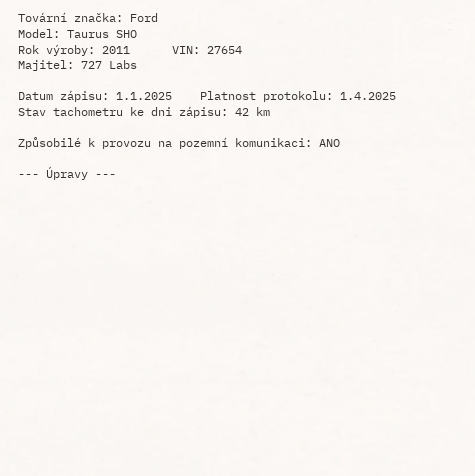 Tovární značka: Ford
Model: Taurus SHO
Rok výroby: 2011 VIN: 27654
Majitel: 727 Labs
Datum zápisu: 1.1.2025 Platnost protokolu: 1.4.2025
Stav tachometru ke dni zápisu: 42 km
Způsobilé k provozu na pozemní komunikaci: ANO
--- Úpravy ---